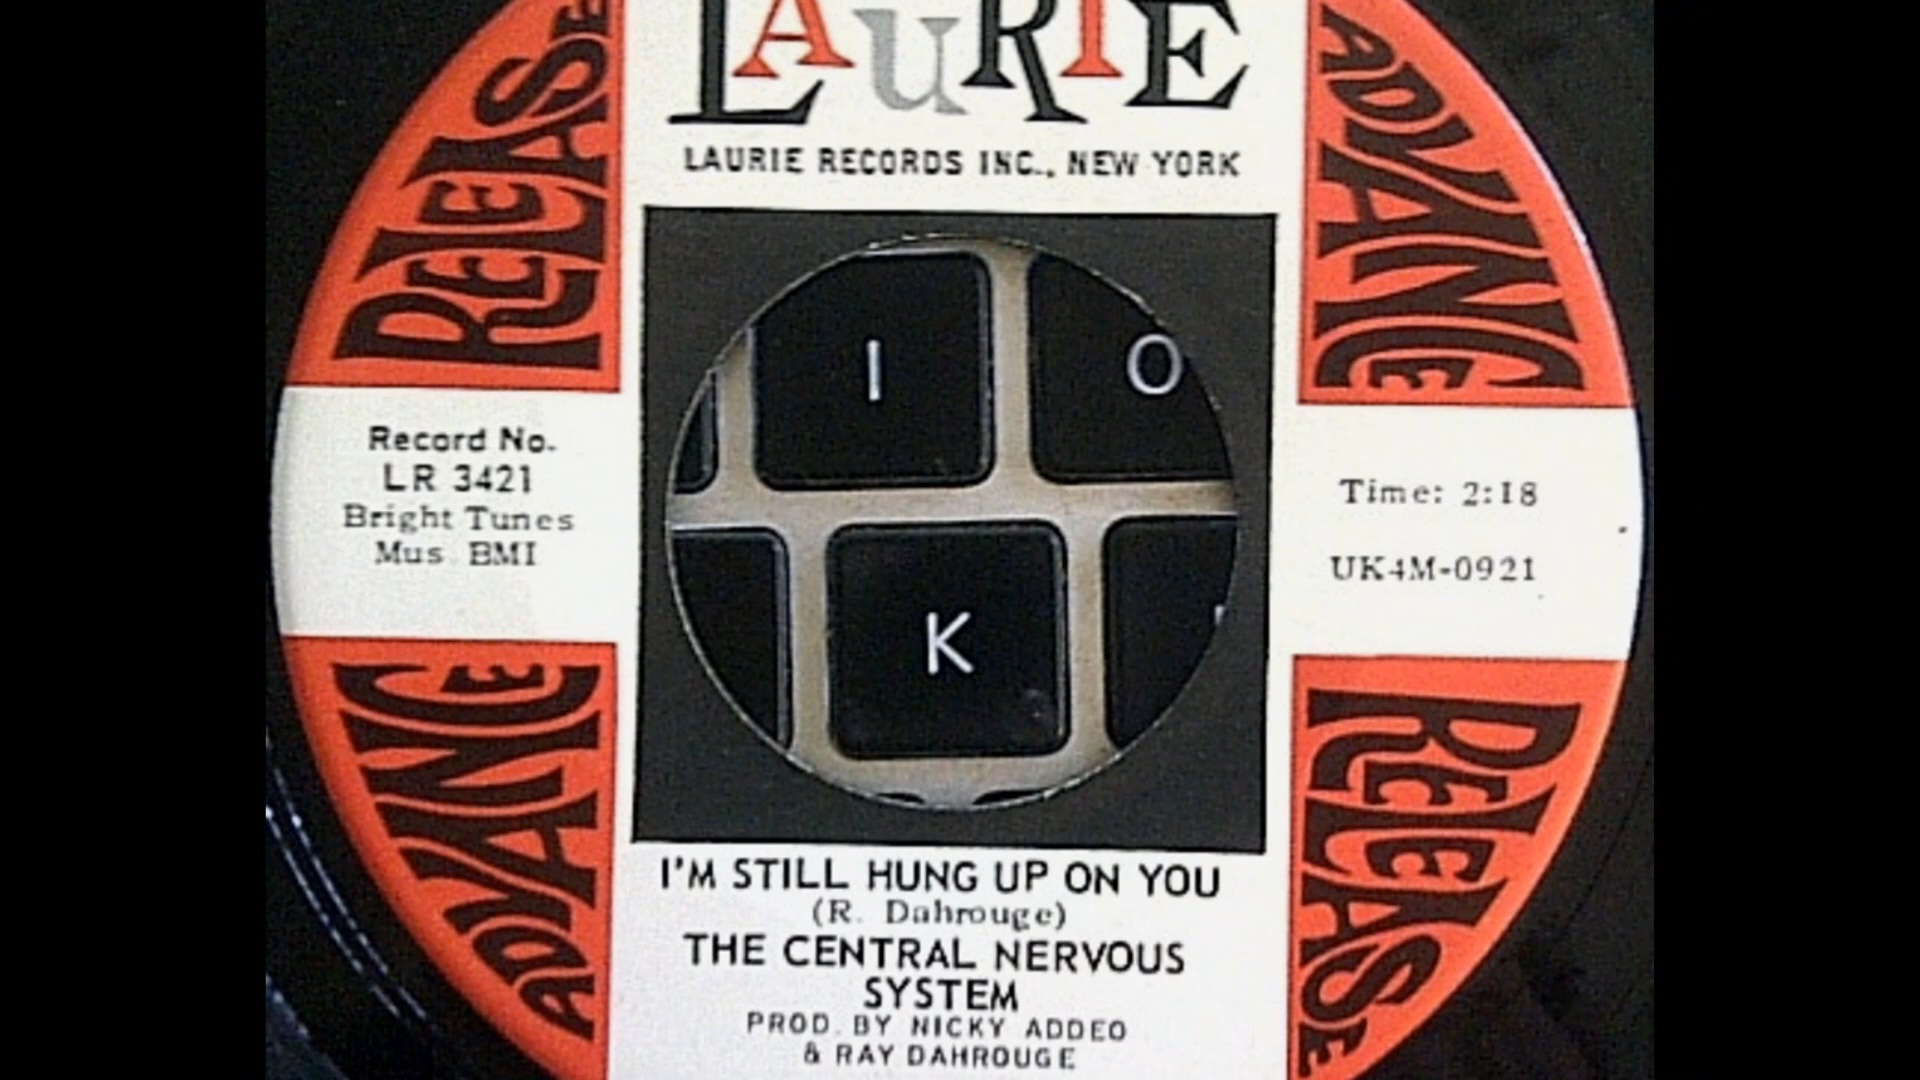 LAURIE
LAURIE RECORDS INC., NEW YORK
RELEASE
ADVANCE
I
O
K
Record No.
LR 3421
Bright Tunes
Mus. BMI
Time: 2:18
UK4M-0921
ADVANCE
RELEASE
I'M STILL HUNG UP ON YOU
(R. Dahrouge)
THE CENTRAL NERVOUS
SYSTEM
PROD. BY NICKY ADDEO
& RAY DAHROUGE